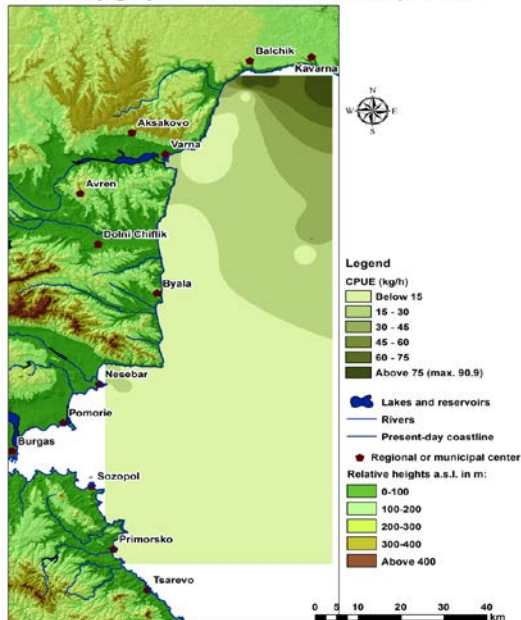 Balchik
Kavarna
N
W E
S
Aksakovo
Varna
Avren
Dolni Chiflik
Byala
Nesebar
Pomorie
Burgas
Sozopol
Primorsko
Tsarevo
Legend
CPUE (kg/h)
Below 15
15 - 30
30 - 45
45 - 60
60 - 75
Above 75 (max. 90.9)
Lakes and reservoirs
Rivers
Present-day coastline
Regional or municipal center
Relative heights a.s.l. in m:
0-100
100-200
200-300
300-400
Above 400
0 5 10 20 30 40
km